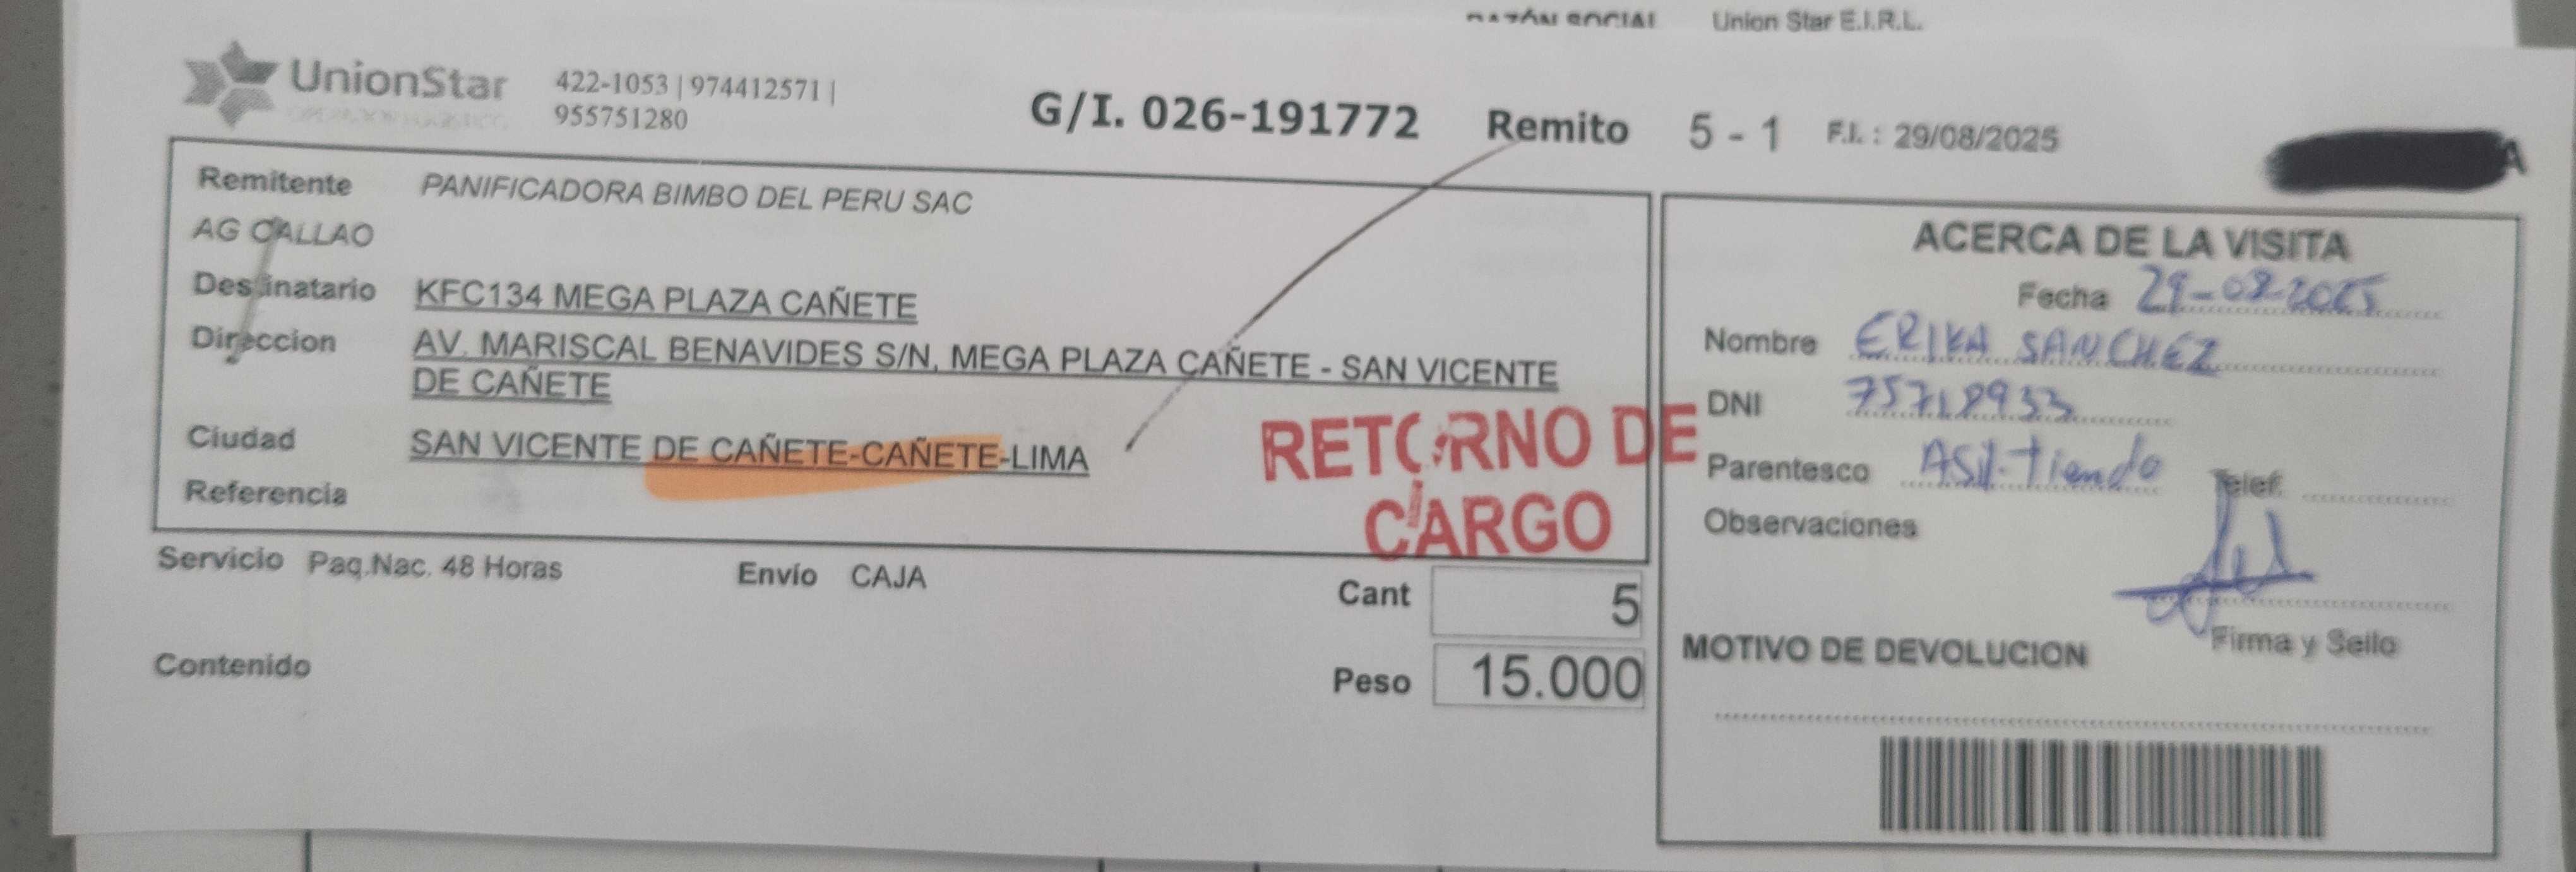 RAZÓN SOCIAL Union Star E.I.R.L.
UnionStar 422-1053 | 974412571 |
955751280
G/I. 026-191772 Remito 5 - 1 F.I. : 29/08/2025
A
Remitente PANIFICADORA BIMBO DEL PERU SAC
AG CALLAO
Destinatario KFC134 MEGA PLAZA CAÑETE
Direccion AV. MARISCAL BENAVIDES S/N, MEGA PLAZA CAÑETE - SAN VICENTE
DE CAÑETE
Ciudad SAN VICENTE DE CAÑETE-CAÑETE-LIMA
Referencia
RETORNO DE
CARGO
Servicio Paq.Nac. 48 Horas Envío CAJA
Cant 5
Contenido
Peso 15.000
ACERCA DE LA VISITA
Fecha 29-08-2025
Nombre ERIKA SANCHEZ
DNI 75718933
Parentesco Asit. Tienda Telef.
Observaciones
Firma y Sello
MOTIVO DE DEVOLUCION